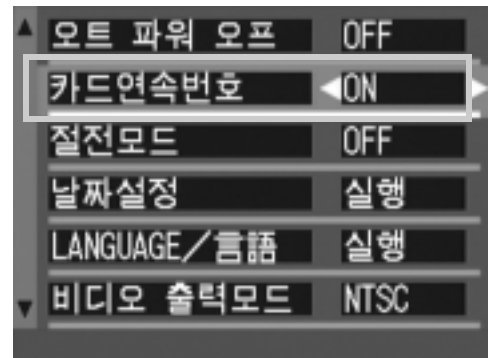 오트 파워 오프 OFF
카드연속번호 ON
절전모드 OFF
날짜설정 실행
LANGUAGE/言語 실행
비디오 출력모드 NTSC